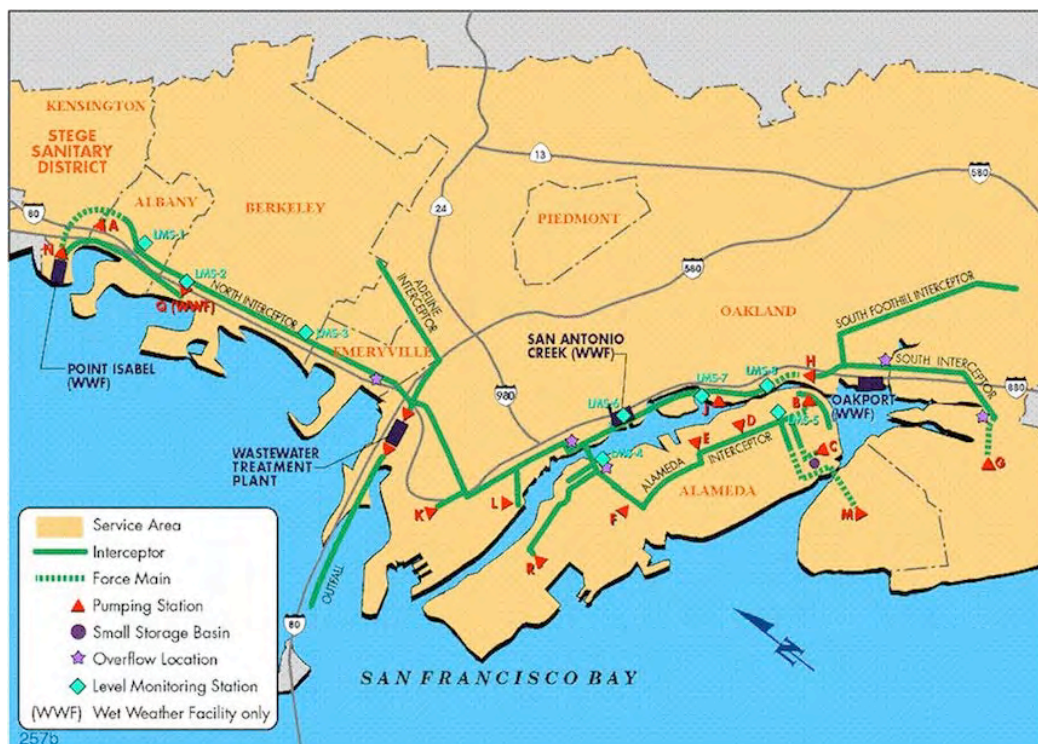 KENSINGTON
STEGE
SANITARY
DISTRICT
ALBANY
BERKELEY
13
580
80
24
PIEDMONT
A
LMS-1
N
LMS-2
580
Q (WWF)
NORTH INTERCEPTOR
ADELINE
INTERCEPTOR
OAKLAND
SOUTH FOOTHILL INTERCEPTOR
LMS-3
EMERYVILLE
SAN ANTONIO
CREEK (WWF)
POINT ISABEL
(WWF)
H
SOUTH INTERCEPTOR
LMS-8
LMS-7
880
980
J
B
OAKPORT
(WWF)
LMS-6
LMS-5
D
WASTEWATER
TREATMENT
PLANT
E
C
LMS-4
ALAMEDA INTERCEPTOR
G
ALAMEDA
K
L
F
M
R
OUTFALL
80
N
SAN FRANCISCO BAY
Service Area
Interceptor
Force Main
Pumping Station
Small Storage Basin
Overflow Location
Level Monitoring Station
(WWF) Wet Weather Facility only
257b